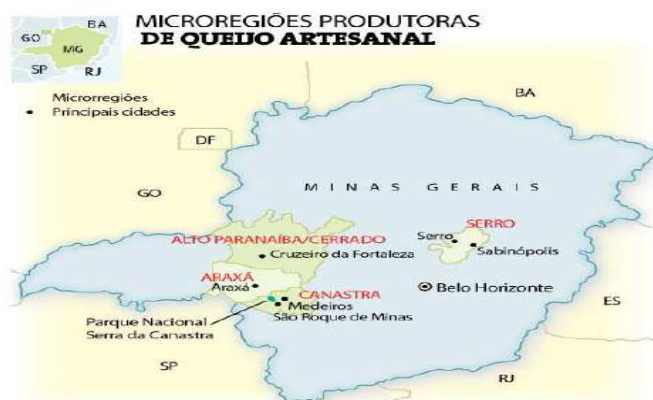 MICROREGIÕES PRODUTORAS
DE QUEIJO ARTESANAL
BA
GO
MG
SP
RJ
Microrregiões
Principais cidades
BA
DF
GO
MINAS GERAIS
SERRO
Serro
Sabinópolis
ALTO PARANAÍBA/CERRADO
Cruzeiro da Fortaleza
ARAXÁ
Araxá
CANASTRA
Belo Horizonte
Medeiros
São Roque de Minas
Parque Nacional
Serra da Canastra
ES
SP
RJ